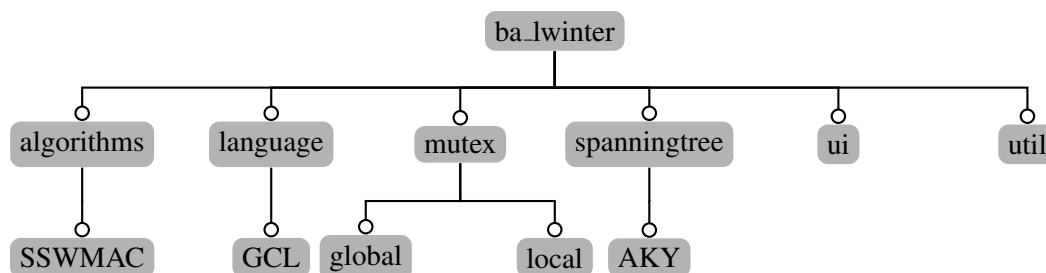 ba_lwinter
algorithms language mutex spanningtree ui util
SSWMAC GCL global local AKY